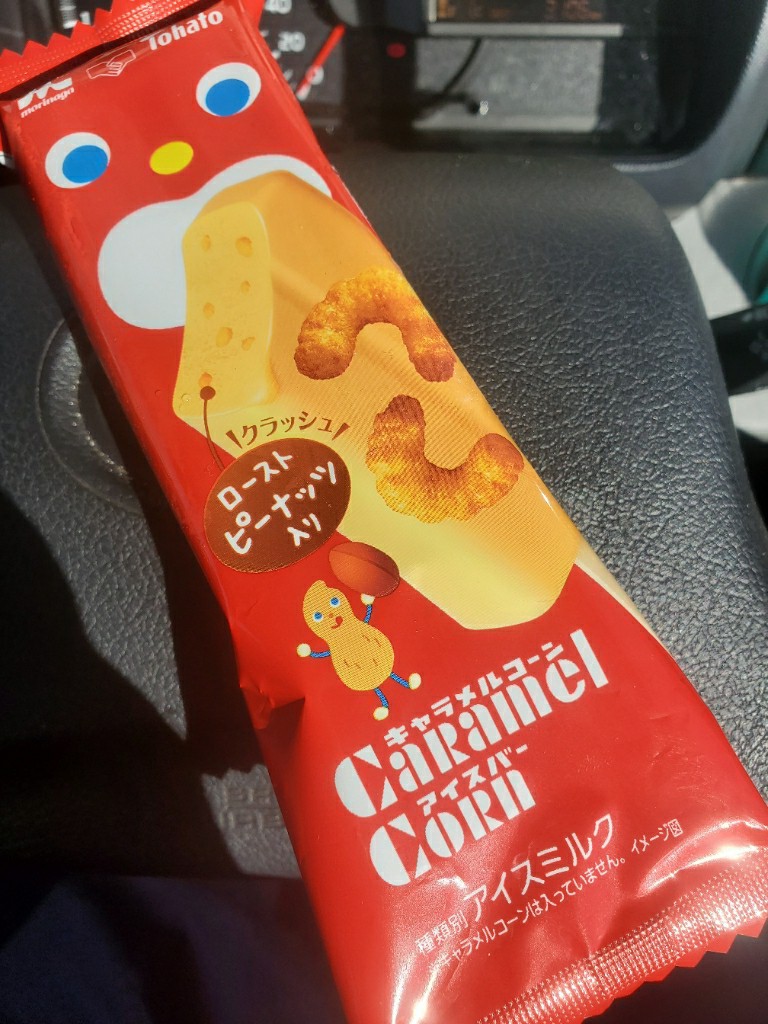 morinaga
Tohato
クラッシュ
ロースト
ピーナッツ
入り
キャラメルコーン
Caramel
アイスバー
Corn
種類別 アイスミルク
キャラメルコーンは入っていません。 イメージ図
40
20
0